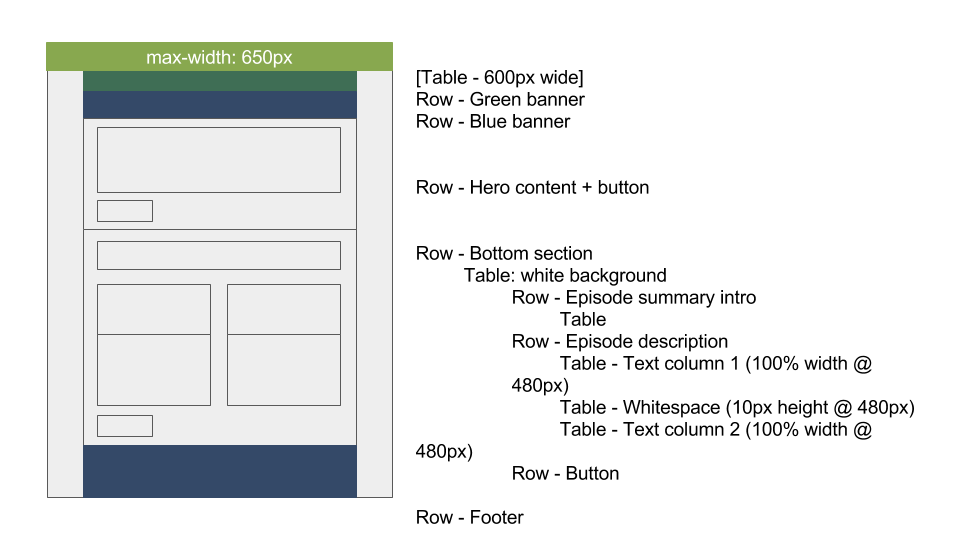 max-width: 650px
[Table - 600px wide]
Row - Green banner
Row - Blue banner
Row - Hero content + button
Row - Bottom section
Table: white background
Row - Episode summary intro
Table
Row - Episode description
Table - Text column 1 (100% width @
480px)
Table - Whitespace (10px height @ 480px)
Table - Text column 2 (100% width @
480px)
Row - Button
Row - Footer